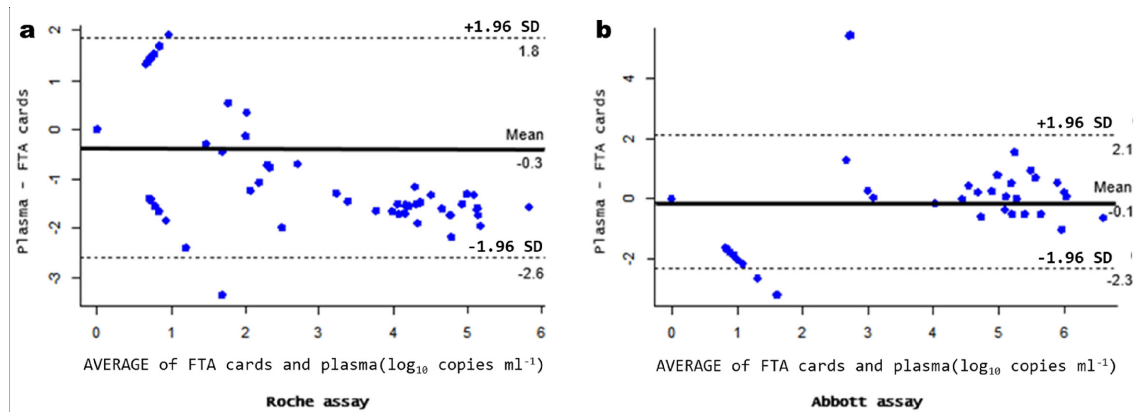 a
+1.96 SD
1.8
Mean
-0.3
-1.96 SD
-2.6
2
1
0
-1
-2
-3
Plasma - FTA cards
0 1 2 3 4 5 6
AVERAGE of FTA cards and plasma(log₁₀ copies ml⁻¹)
Roche assay
b
+1.96 SD
2.1
Mean
-0.1
-1.96 SD
-2.3
4
2
0
-2
Plasma - FTA cards
0 1 2 3 4 5 6
AVERAGE of FTA cards and plasma(log₁₀ copies ml⁻¹)
Abbott assay